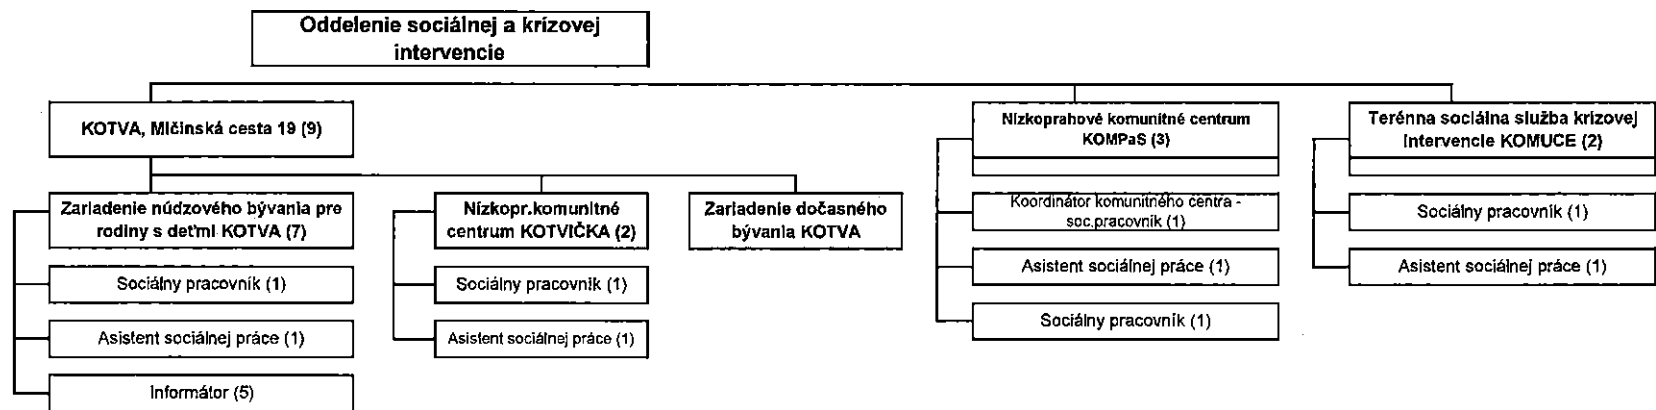 Oddelenie sociálnej a krízovej
intervencie
KOTVA, Mlčinská cesta 19 (9)
Nízkoprahové komunitné centrum
KOMPaS (3)
Terénna sociálna služba krízovej
intervencie KOMUCE (2)
Zariadenie núdzového bývania pre
rodiny s deťmi KOTVA (7)
Nízkopr.komunitné
centrum KOTVIČKA (2)
Zariadenie dočasného
bývania KOTVA
Koordinátor komunitného centra -
soc.pracovník (1)
Sociálny pracovník (1)
Sociálny pracovník (1)
Sociálny pracovník (1)
Asistent sociálnej práce (1)
Asistent sociálnej práce (1)
Asistent sociálnej práce (1)
Asistent sociálnej práce (1)
Sociálny pracovník (1)
Informátor (5)